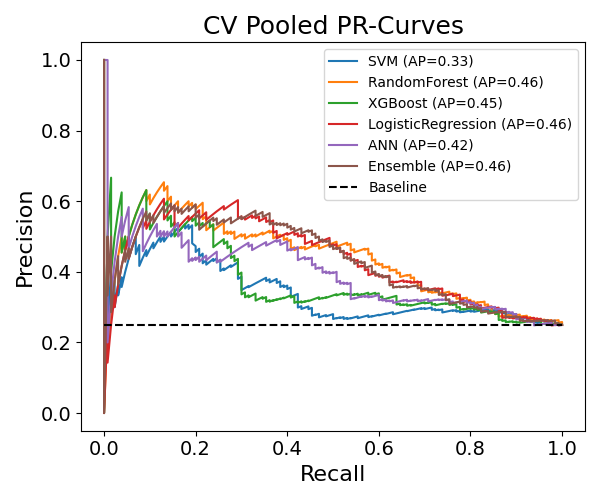 CV Pooled PR-Curves
SVM (AP=0.33)
RandomForest (AP=0.46)
XGBoost (AP=0.45)
LogisticRegression (AP=0.46)
ANN (AP=0.42)
Ensemble (AP=0.46)
Baseline
Precision
1.0
0.8
0.6
0.4
0.2
0.0
0.0 0.2 0.4 0.6 0.8 1.0
Recall